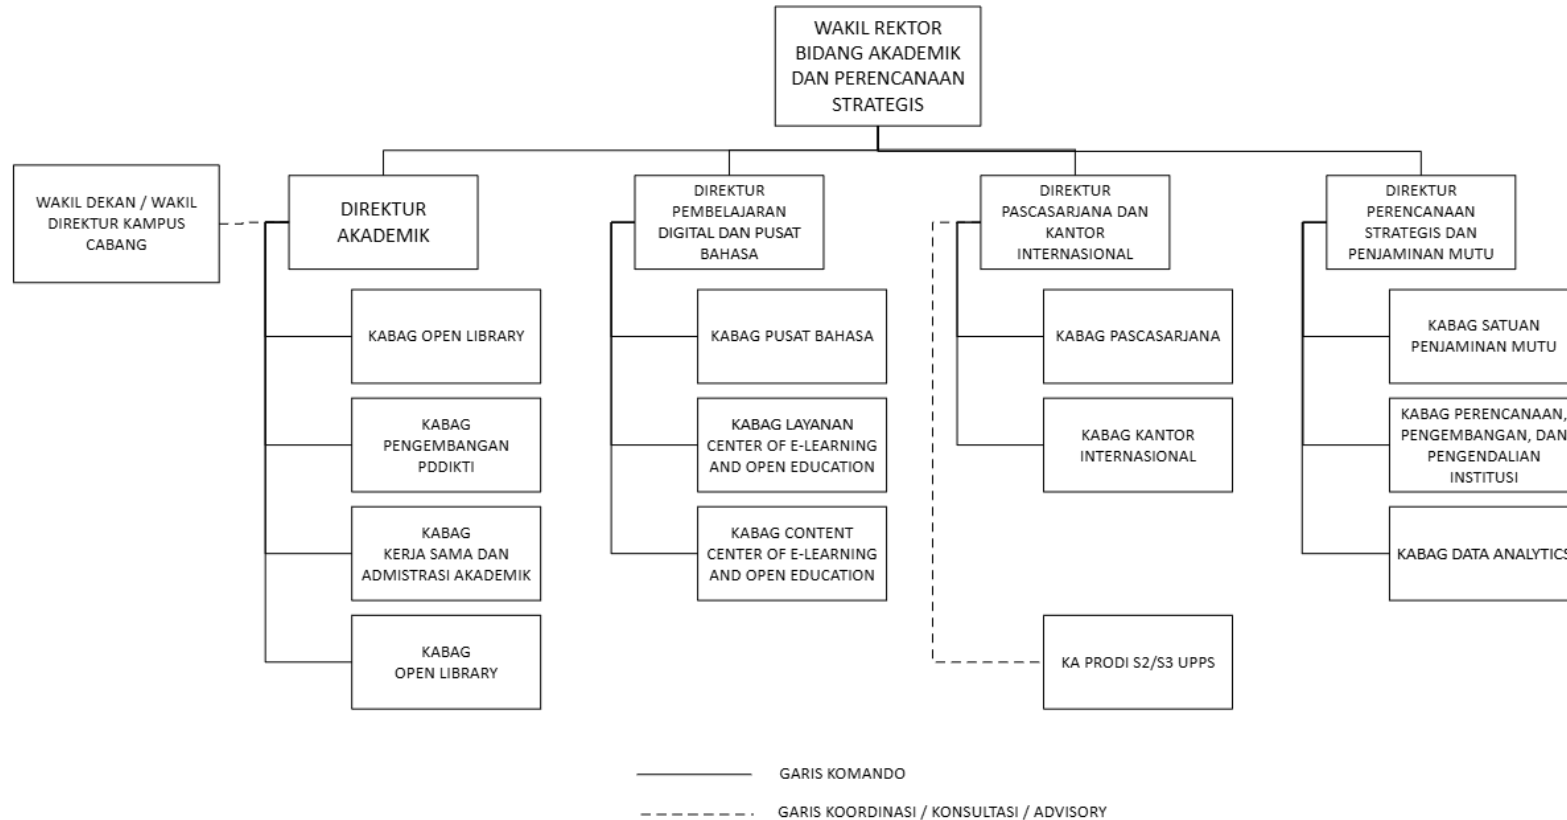 WAKIL REKTOR
BIDANG AKADEMIK
DAN PERENCANAAN
STRATEGIS
WAKIL DEKAN / WAKIL
DIREKTUR KAMPUS
CABANG
DIREKTUR
AKADEMIK
DIREKTUR
PEMBELAJARAN
DIGITAL DAN PUSAT
BAHASA
DIREKTUR
PASCASARJANA DAN
KANTOR
INTERNASIONAL
DIREKTUR
PERENCANAAN
STRATEGIS DAN
PENJAMINAN MUTU
KABAG OPEN LIBRARY
KABAG PUSAT BAHASA
KABAG PASCASARJANA
KABAG SATUAN
PENJAMINAN MUTU
KABAG
PENGEMBANGAN
PDDIKTI
KABAG LAYANAN
CENTER OF E-LEARNING
AND OPEN EDUCATION
KABAG KANTOR
INTERNASIONAL
KABAG PERENCANAAN,
PENGEMBANGAN, DAN
PENGENDALIAN
INSTITUSI
KABAG
KERJA SAMA DAN
ADMISTRASI AKADEMIK
KABAG CONTENT
CENTER OF E-LEARNING
AND OPEN EDUCATION
KABAG DATA ANALYTICS
KABAG
OPEN LIBRARY
KA PRODI S2/S3 UPPS
GARIS KOMANDO
GARIS KOORDINASI / KONSULTASI / ADVISORY